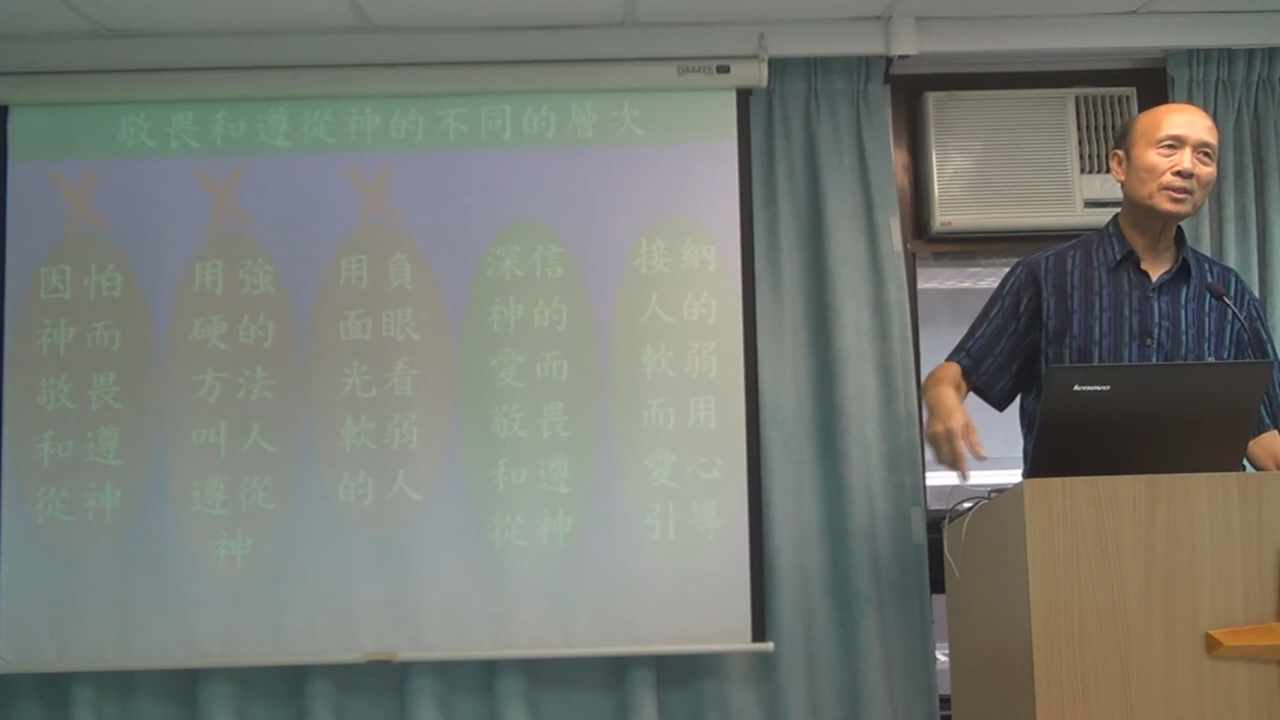 敬畏和遵從神的不同的層次
因怕
神而
敬畏
和遵
從神
用強
硬的
方法
叫人
遵從
神
用負
面眼
光看
軟弱
的人
深信
神的
愛而
敬畏
和遵
從神
接納
人的
軟弱
而用
愛心
引導
lenovo